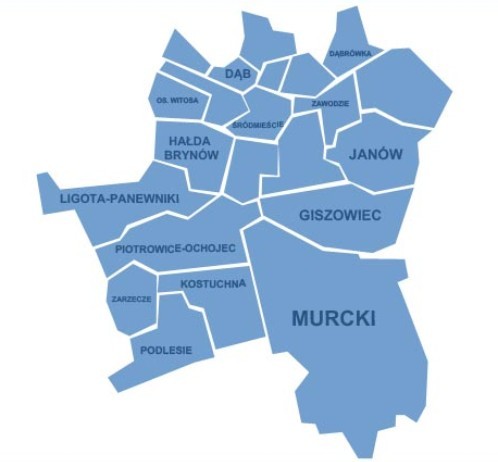 DĄBRÓWKA
DĄB
OS. WITOSA
ZAWODZIE
ŚRÓDMIEŚCIE
HAŁDA
BRYNÓW
JANÓW
LIGOTA-PANEWNIKI
GISZOWIEC
PIOTROWICE-OCHOJEC
KOSTUCHNA
ZARZECZE
MURCKI
PODLESIE